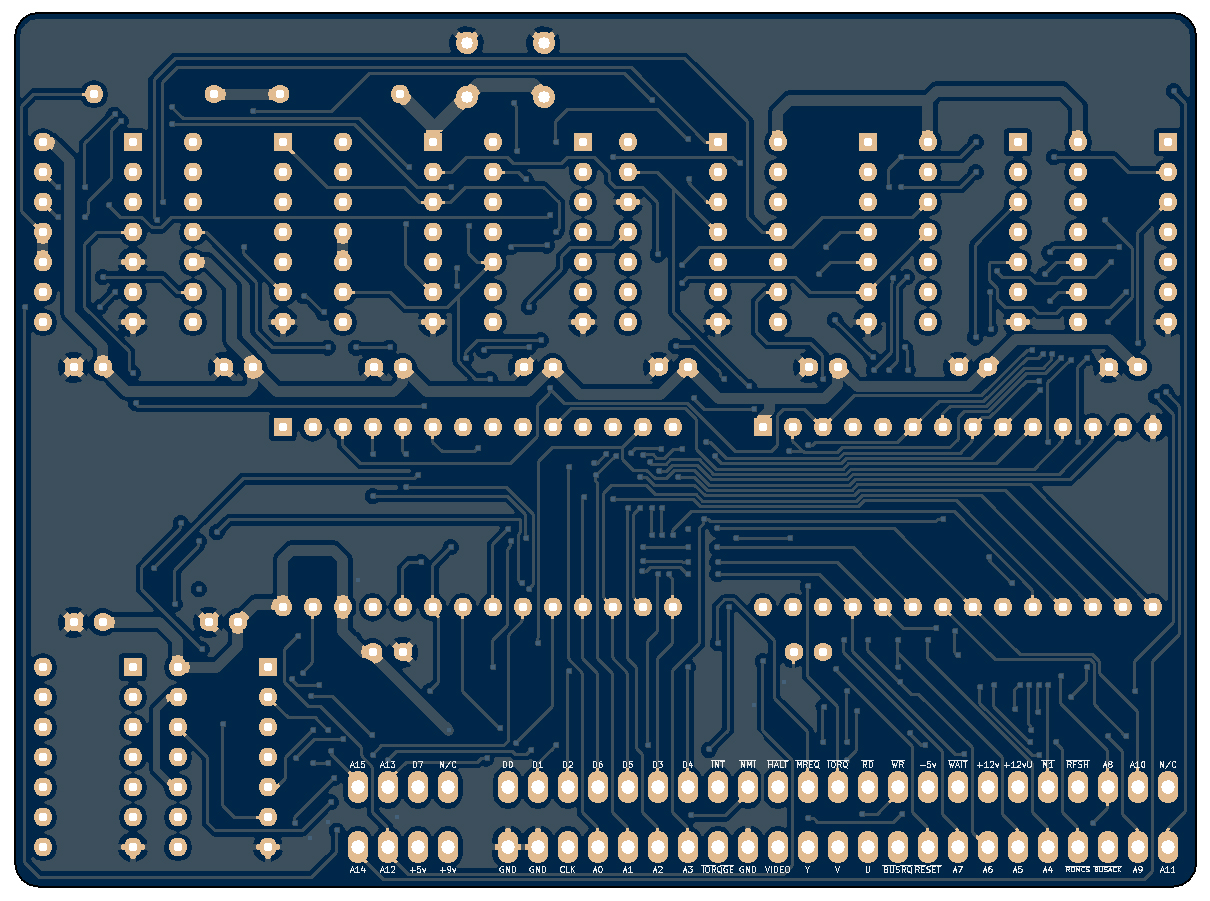 A15 A13 D7 N/C D0 D1 D2 D6 D5 D3 D4 INT NMI HALT MREQ IORQ RD WR -5v WAIT +12v +12vU M1 RFSH A8 A10 N/C
A14 A12 +5v +9v GND GND CLK A0 A1 A2 A3 IORQGE GND VIDEO Y V U BUSRQ RESET A7 A6 A5 A4 ROMCS BUSACK A9 A11